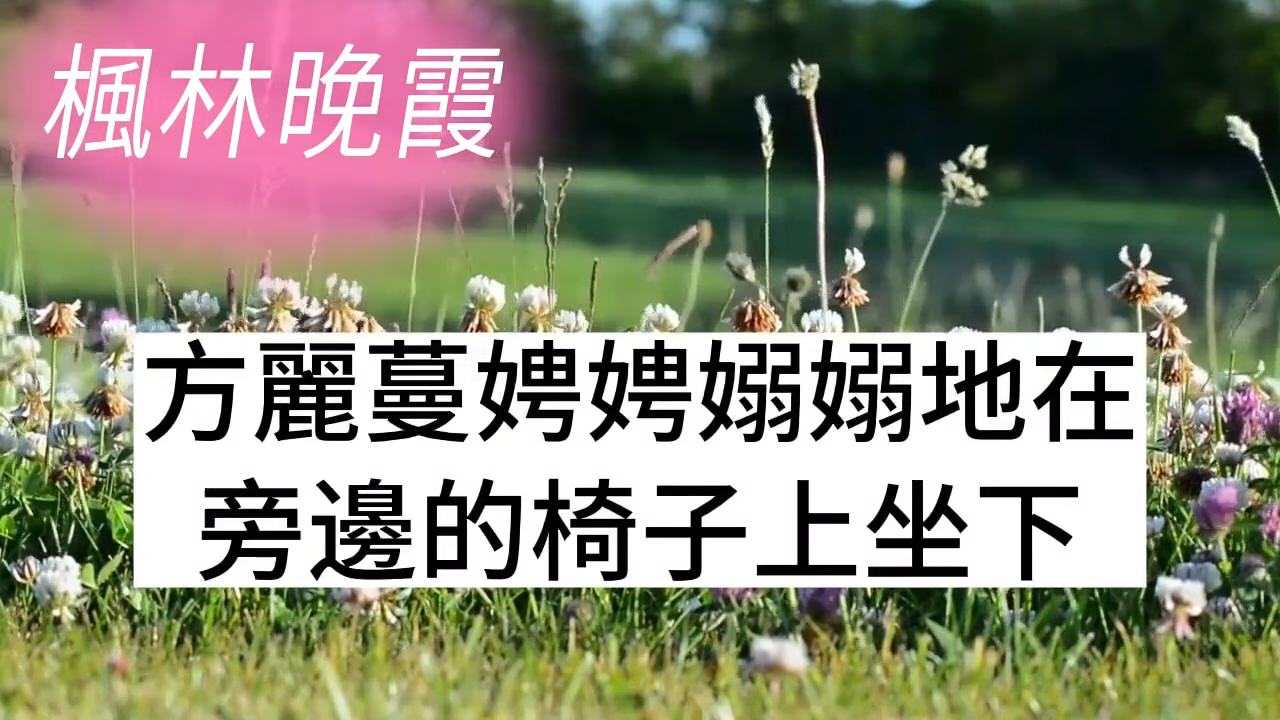 楓林晚霞
方麗蔓娉娉嫋嫋地在
旁邊的椅子上坐下